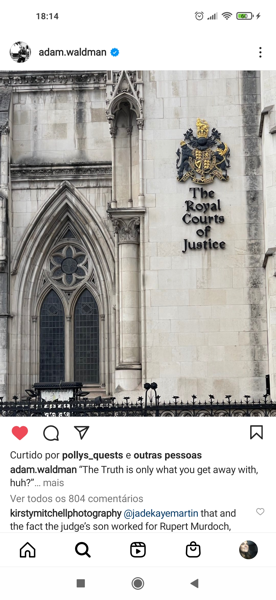 18:14
60
adam.waldman
The
Royal
Courts
of
Justice
Curtido por pollys_quests e outras pessoas
adam.waldman “The Truth is only what you get away with,
huh?”... mais
Ver todos os 804 comentários
kirstymitchellphotography @jadekayemartin that and
the fact the judge’s son worked for Rupert Murdoch,